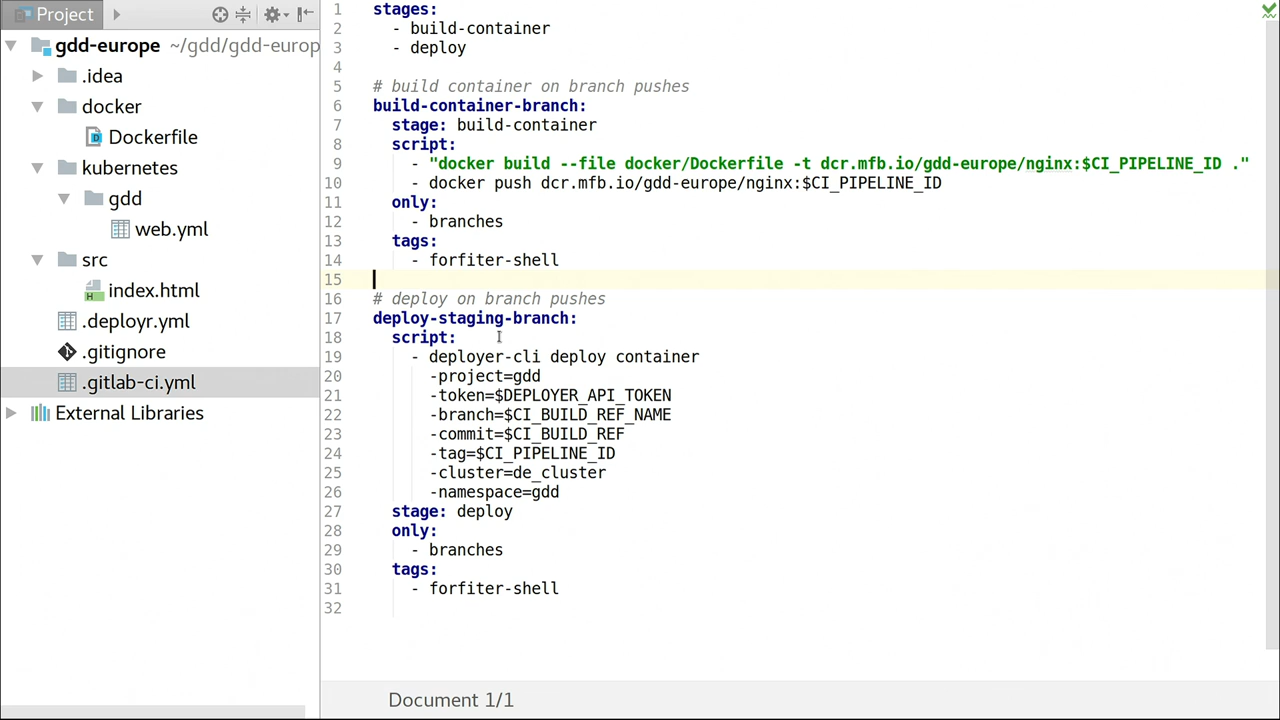 Project
gdd-europe ~/gdd/gdd-europ
.idea
docker
Dockerfile
kubernetes
gdd
web.yml
src
index.html
.deployr.yml
.gitignore
.gitlab-ci.yml
External Libraries
1 stages:
2   - build-container
3   - deploy
4
5 # build container on branch pushes
6 build-container-branch:
7   stage: build-container
8   script:
9     - "docker build --file docker/Dockerfile -t dcr.mfb.io/gdd-europe/nginx:$CI_PIPELINE_ID ."
10     - docker push dcr.mfb.io/gdd-europe/nginx:$CI_PIPELINE_ID
11   only:
12     - branches
13   tags:
14     - forfiter-shell
15
16 # deploy on branch pushes
17 deploy-staging-branch:
18   script:
19     - deployer-cli deploy container
20       -project=gdd
21       -token=$DEPLOYER_API_TOKEN
22       -branch=$CI_BUILD_REF_NAME
23       -commit=$CI_BUILD_REF
24       -tag=$CI_PIPELINE_ID
25       -cluster=de_cluster
26       -namespace=gdd
27   stage: deploy
28   only:
29     - branches
30   tags:
31     - forfiter-shell
32
Document 1/1